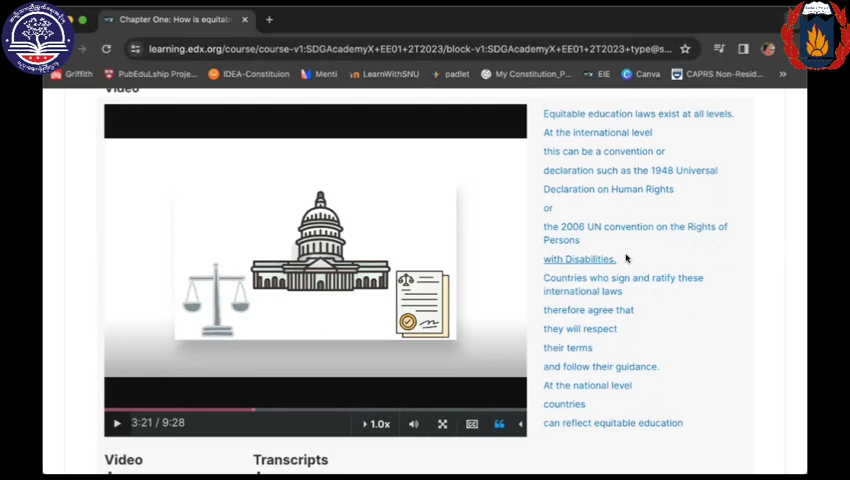 Chapter One: How is equitab
learning.edx.org/course/course-v1:SDGAcademyX+EE01+2T2023/block-v1:SDGAcademyX+EE01+2T2023+type@s...
Griffith
PubEduLship Proje...
IDEA-Constituion
Menti
LearnWithSNU
padlet
My Constitution_P...
EIE
Canva
CAPRS Non-Resid...
Video
Equitable education laws exist at all levels.
At the international level
this can be a convention or
declaration such as the 1948 Universal
Declaration on Human Rights
or
the 2006 UN convention on the Rights of
Persons
with Disabilities.
Countries who sign and ratify these
international laws
therefore agree that
they will respect
their terms
and follow their guidance.
At the national level
countries
can reflect equitable education
3:21 / 9:28
1.0x
Video
Transcripts